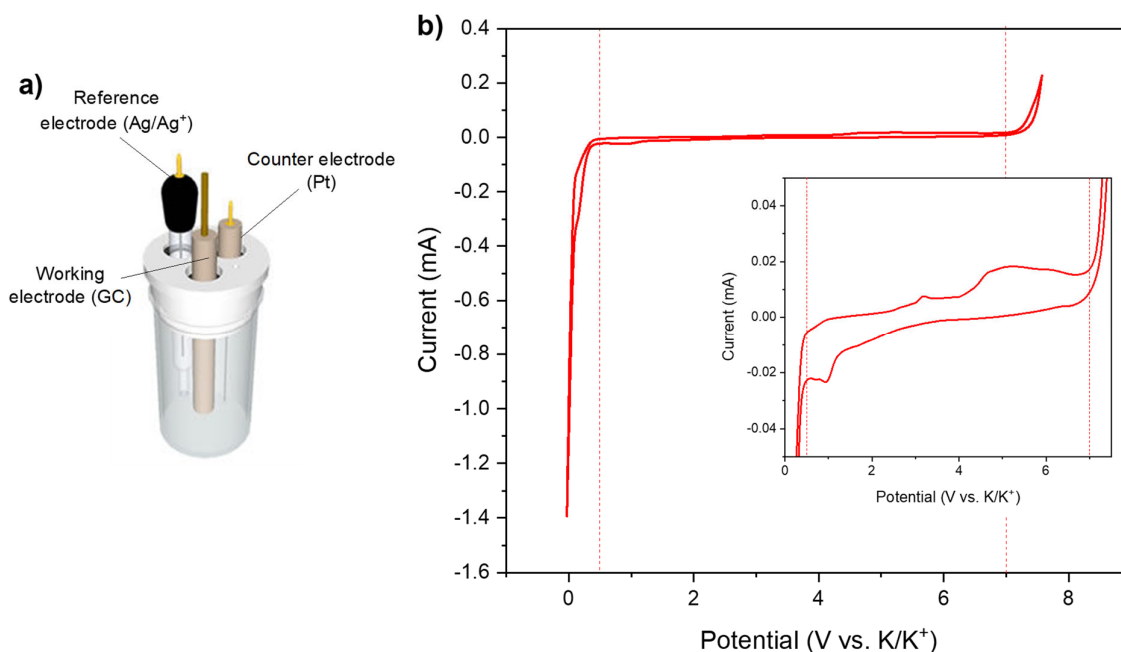 a)
Reference
electrode (Ag/Ag⁺)
Counter electrode
(Pt)
Working
electrode (GC)
b)
0.4
0.2
0.0
-0.2
-0.4
-0.6
-0.8
-1.0
-1.2
-1.4
-1.6
Current (mA)
0 2 4 6 8
Potential (V vs. K/K⁺)
0.04
0.02
0.00
-0.02
-0.04
Current (mA)
0 2 4 6
Potential (V vs. K/K⁺)